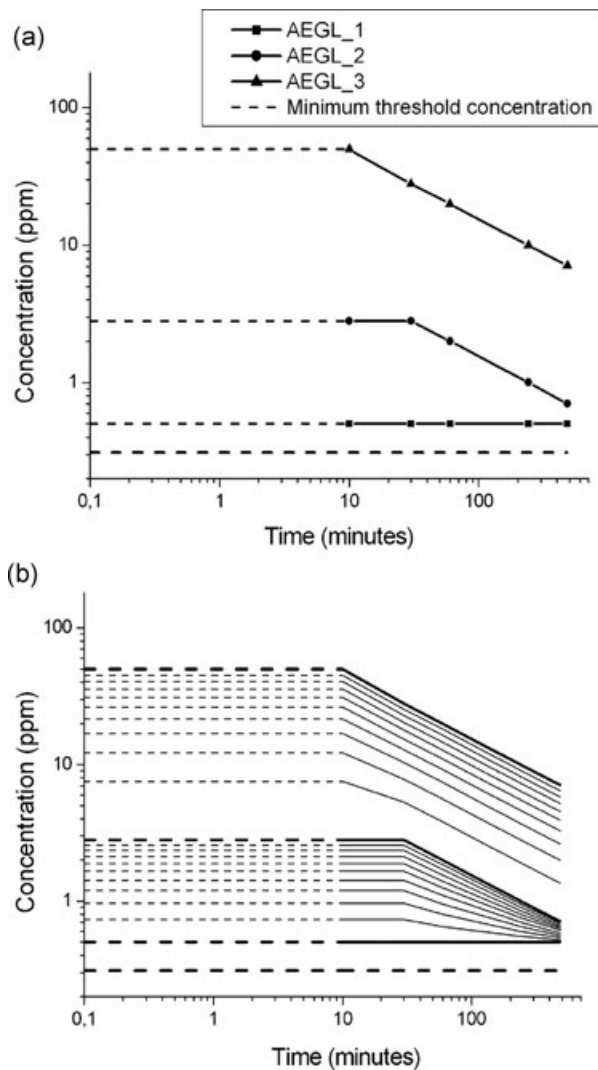 (a)
AEGL_1
AEGL_2
AEGL_3
Minimum threshold concentration
100
10
1
Concentration (ppm)
0,1 1 10 100
Time (minutes)
(b)
100
10
1
Concentration (ppm)
0,1 1 10 100
Time (minutes)